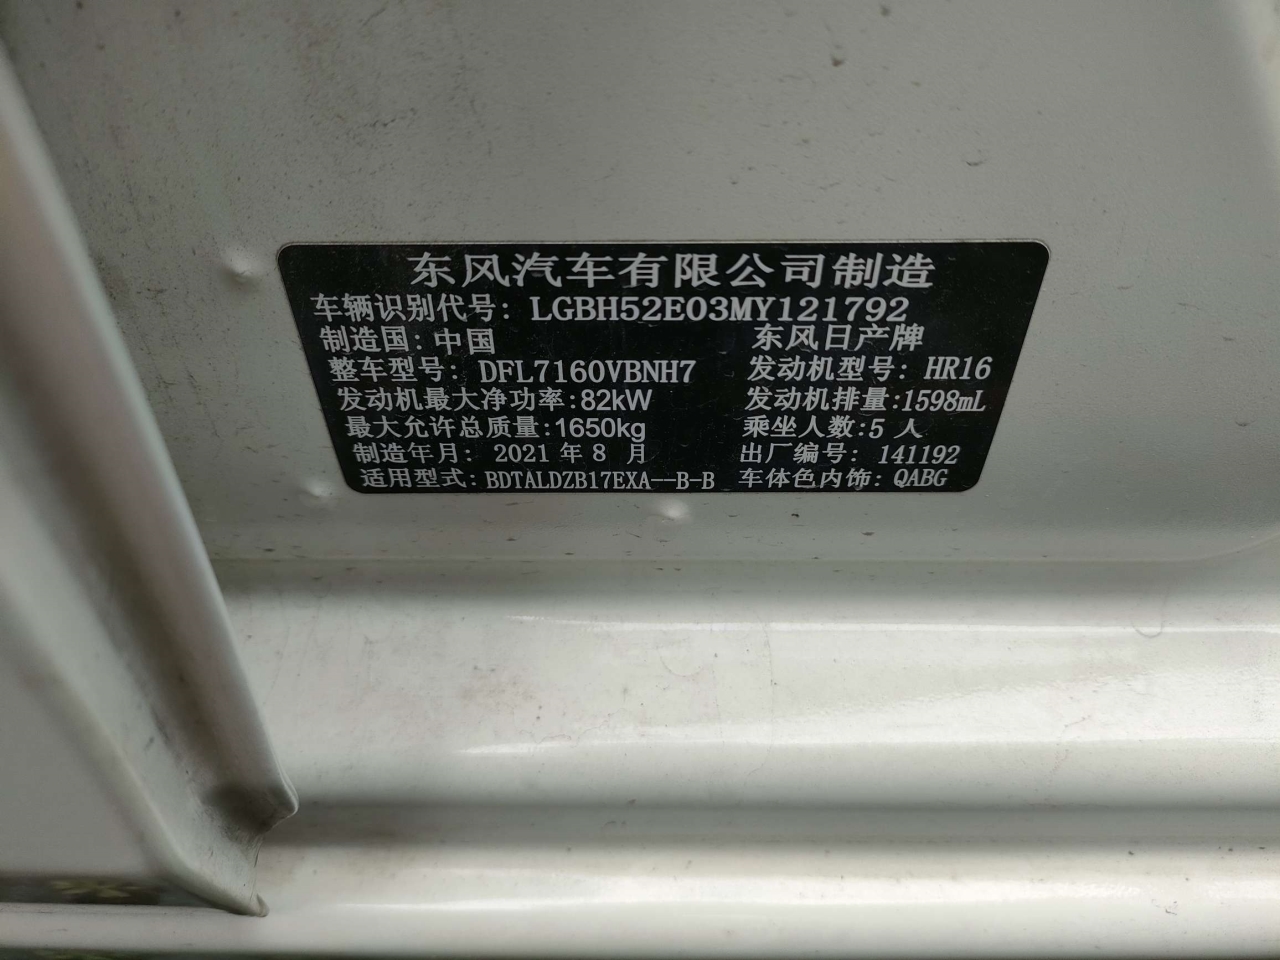 东风汽车有限公司制造
车辆识别代号: LGBH52E03MY121792
制造国: 中国 东风日产牌
整车型号: DFL7160VBNH7 发动机型号: HR16
发动机最大净功率:82kW 发动机排量:1598mL
最大允许总质量:1650kg 乘坐人数:5 人
制造年月: 2021 年 8 月 出厂编号: 141192
适用型式: BDTALDZB17EXA--B-B 车体色内饰: QABG